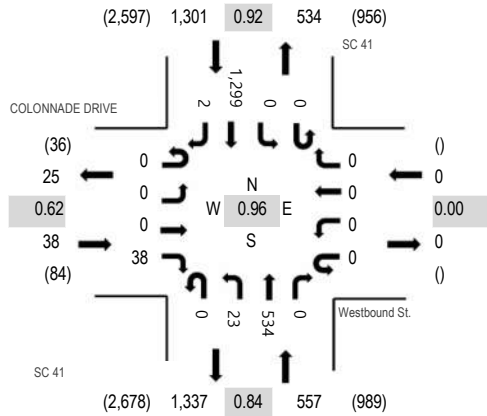 (2,597) 1,301 0.92 534 (956)
SC 41
2 1,299 0 0
COLONNADE DRIVE
(36) 0 0 ()
25 0 N 0 0
0.62 0 W 0.96 E 0 0.00
38 38 S 0 0
(84) ()
0 23 534 0
Westbound St.
SC 41
(2,678) 1,337 0.84 557 (989)